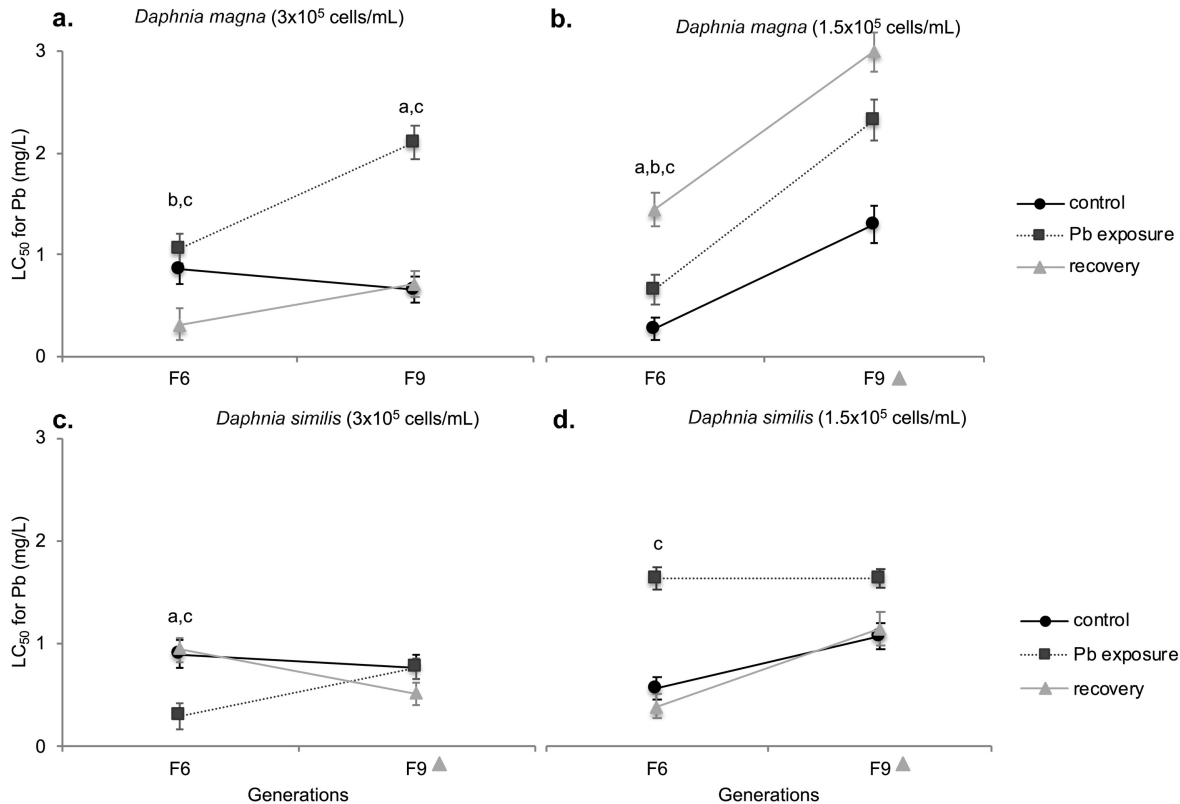 a.
Daphnia magna (3x10⁵ cells/mL)
b.
Daphnia magna (1.5x10⁵ cells/mL)
LC₅₀ for Pb (mg/L)
3
2
1
0
b,c
a,c
a,b,c
F6
F9
F6
F9
control
Pb exposure
recovery
c.
Daphnia similis (3x10⁵ cells/mL)
d.
Daphnia similis (1.5x10⁵ cells/mL)
LC₅₀ for Pb (mg/L)
3
2
1
0
a,c
c
F6
F9
F6
F9
Generations
Generations
control
Pb exposure
recovery